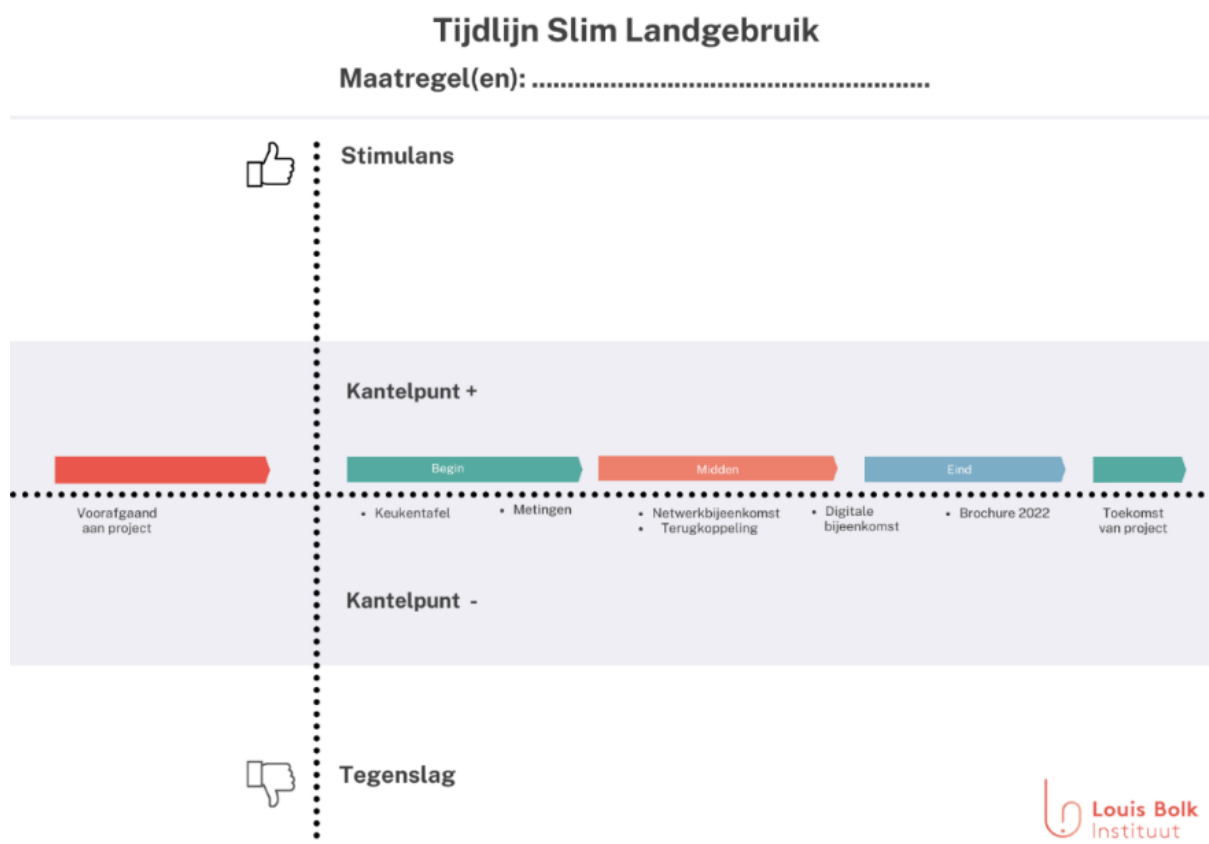 Tijdlijn Slim Landgebruik
Maatregel(en): ........................................................
Stimulans
Kantelpunt +
Begin
Midden
Eind
Voorafgaand
aan project
• Keukentafel
• Metingen
• Netwerkbijeenkomst
• Terugkoppeling
• Digitale
bijeenkomst
• Brochure 2022
Toekomst
van project
Kantelpunt -
Tegenslag
Louis Bolk
Instituut